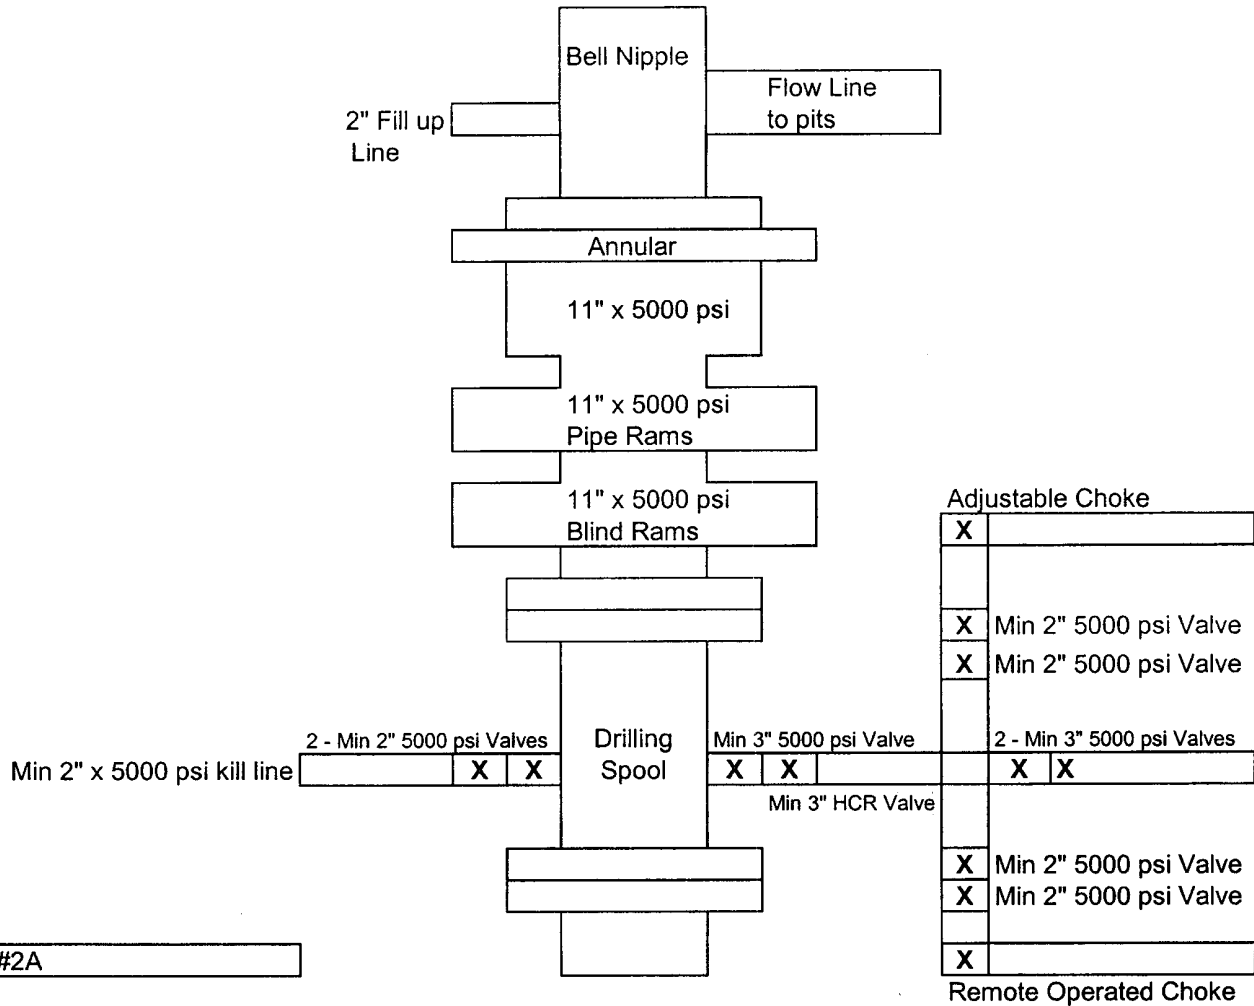 Bell Nipple
Flow Line
to pits
2" Fill up
Line
Annular
11" x 5000 psi
11" x 5000 psi
Pipe Rams
11" x 5000 psi
Blind Rams
Adjustable Choke
X
X Min 2" 5000 psi Valve
X Min 2" 5000 psi Valve
2 - Min 2" 5000 psi Valves
Drilling
Spool
Min 3" 5000 psi Valve
2 - Min 3" 5000 psi Valves
Min 2" x 5000 psi kill line
X X
X X
X X
Min 3" HCR Valve
X Min 2" 5000 psi Valve
X Min 2" 5000 psi Valve
#2A
X
Remote Operated Choke